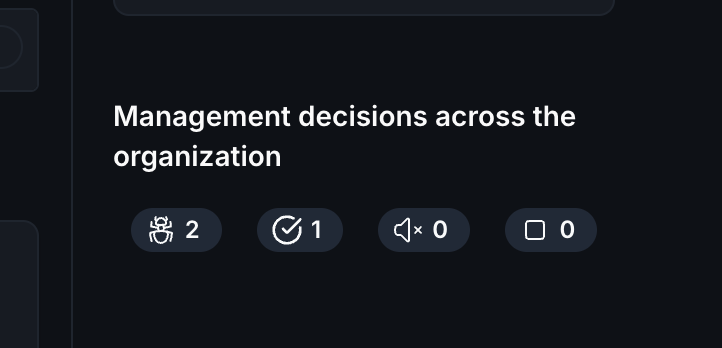 Management decisions across the
organization
2 1 0 0